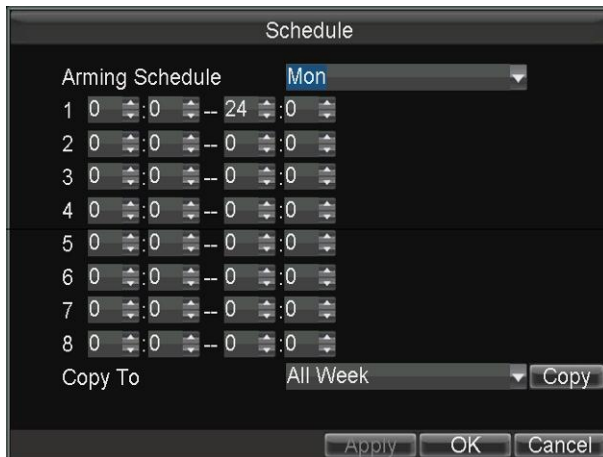 Schedule
Arming Schedule Mon
1 0 :0 -- 24 :0
2 0 :0 -- 0 :0
3 0 :0 -- 0 :0
4 0 :0 -- 0 :0
5 0 :0 -- 0 :0
6 0 :0 -- 0 :0
7 0 :0 -- 0 :0
8 0 :0 -- 0 :0
Copy To All Week Copy
Apply OK Cancel